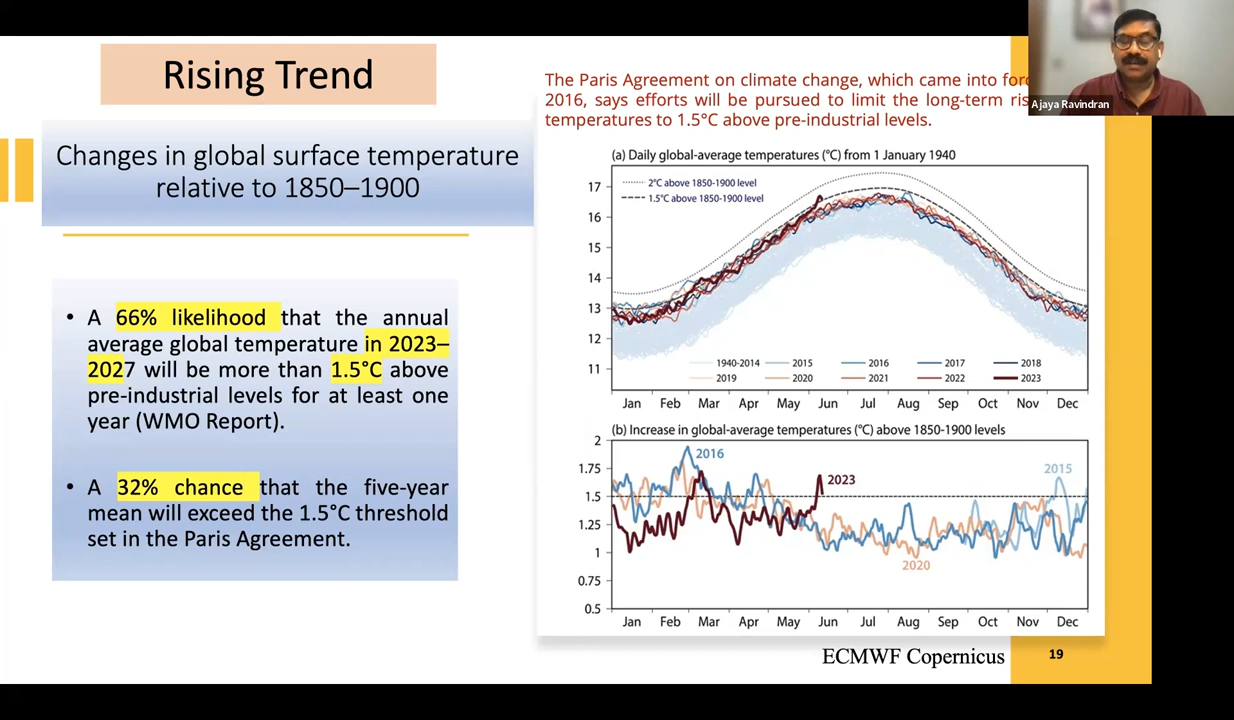 Rising Trend
Changes in global surface temperature
relative to 1850–1900
• A 66% likelihood that the annual
average global temperature in 2023–
2027 will be more than 1.5°C above
pre-industrial levels for at least one
year (WMO Report).
• A 32% chance that the five-year
mean will exceed the 1.5°C threshold
set in the Paris Agreement.
The Paris Agreement on climate change, which came into
2016, says efforts will be pursued to limit the long-term
temperatures to 1.5°C above pre-industrial levels.
Ajaya Ravindran
(a) Daily global-average temperatures (°C) from 1 January 1940
2°C above 1850-1900 level
1.5°C above 1850-1900 level
17
16
15
14
13
12
11
1940-2014 2015 2016 2017 2018
2019 2020 2021 2022 2023
Jan Feb Mar Apr May Jun Jul Aug Sep Oct Nov Dec
(b) Increase in global-average temperatures (°C) above 1850-1900 levels
2
1.75
1.5
1.25
1
0.75
0.5
2016
2023
2015
2020
Jan Feb Mar Apr May Jun Jul Aug Sep Oct Nov Dec
ECMWF Copernicus
19